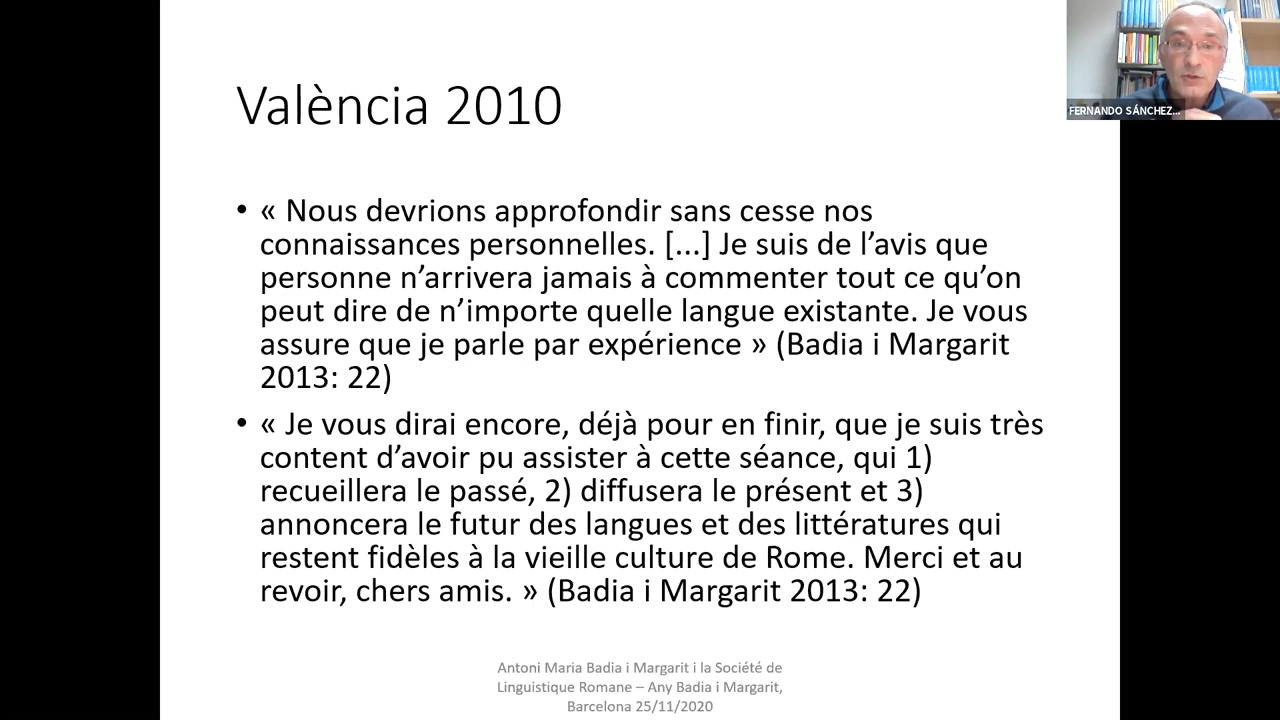 València 2010
FERNANDO SÁNCHEZ...
• « Nous devrions approfondir sans cesse nos
connaissances personnelles. [...] Je suis de l’avis que
personne n’arrivera jamais à commenter tout ce qu’on
peut dire de n’importe quelle langue existante. Je vous
assure que je parle par expérience » (Badia i Margarit
2013: 22)
• « Je vous dirai encore, déjà pour en finir, que je suis très
content d’avoir pu assister à cette séance, qui 1)
recueillera le passé, 2) diffusera le présent et 3)
annoncera le futur des langues et des littératures qui
restent fidèles à la vieille culture de Rome. Merci et au
revoir, chers amis. » (Badia i Margarit 2013: 22)
Antoni Maria Badia i Margarit i la Société de
Linguistique Romane – Any Badia i Margarit,
Barcelona 25/11/2020